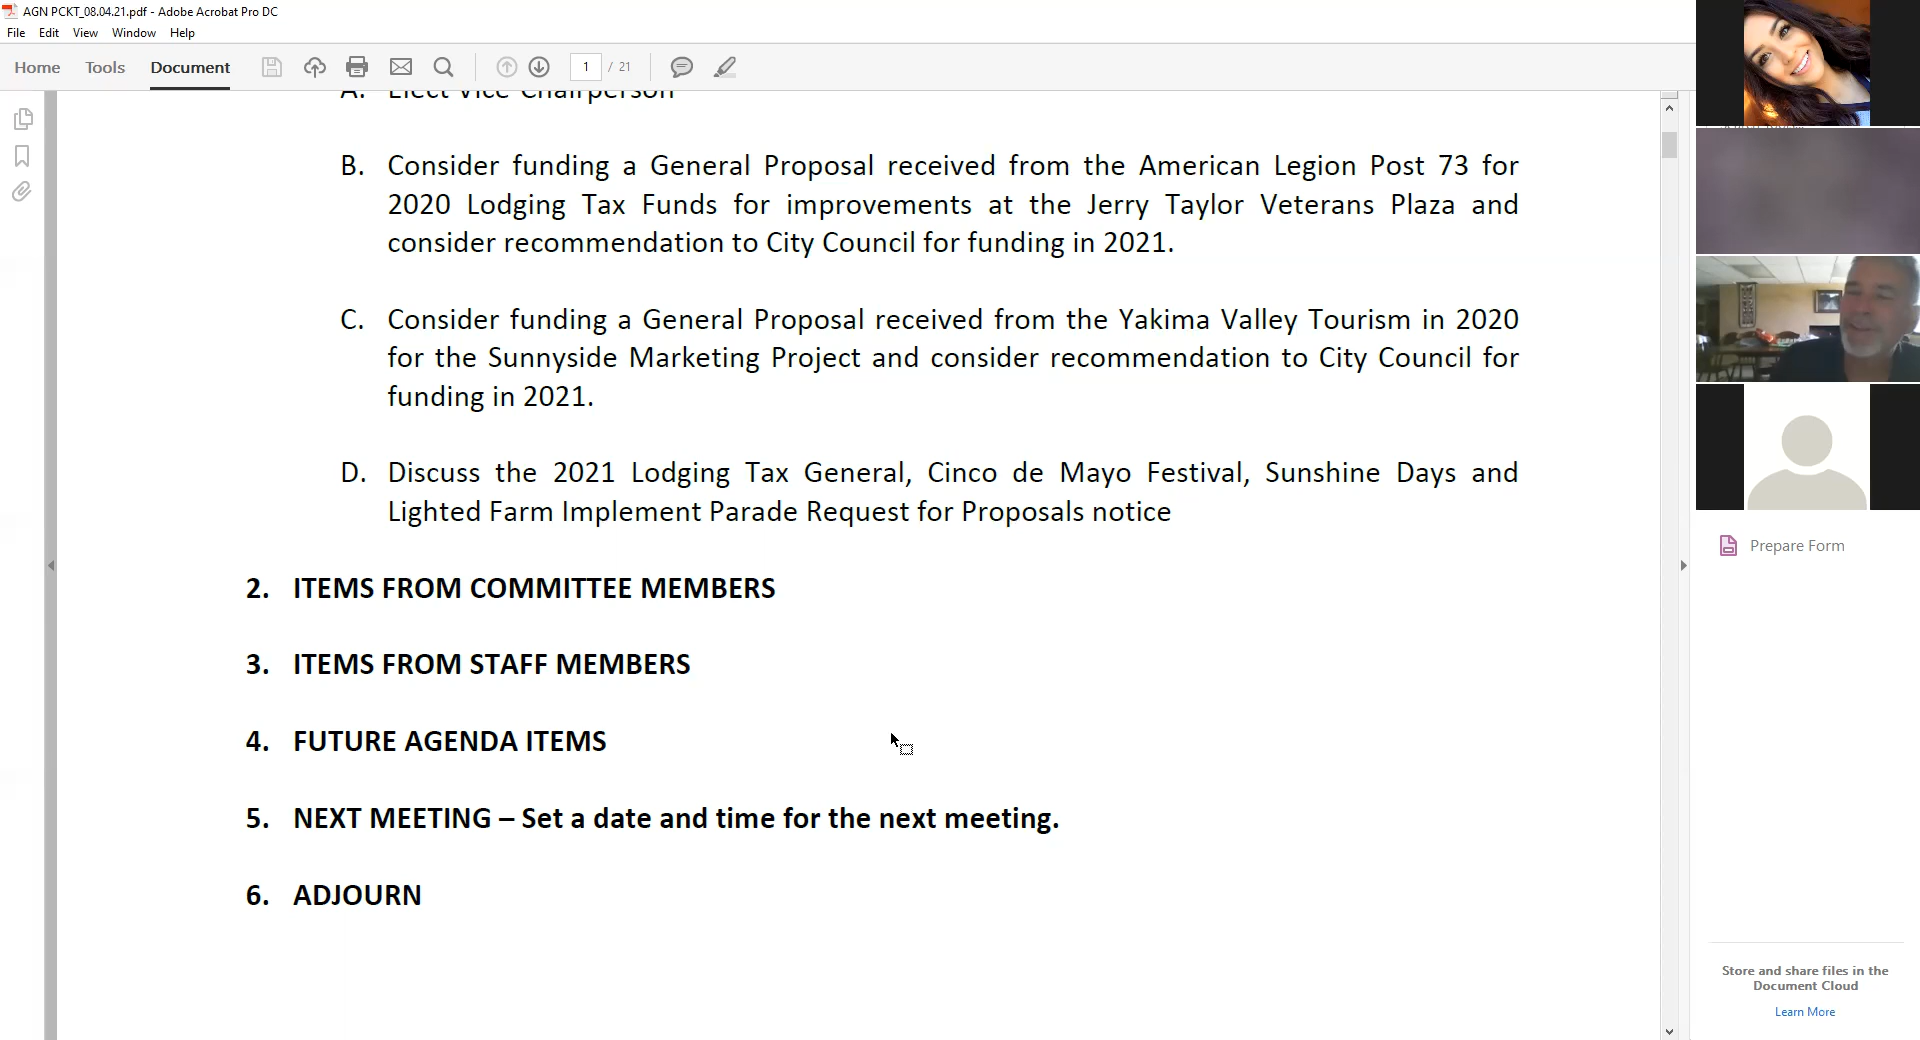 AGN PCKT_08.04.21.pdf - Adobe Acrobat Pro DC
File Edit View Window Help
Home Tools Document 1 / 21
A. Elect Vice-Chairperson
B. Consider funding a General Proposal received from the American Legion Post 73 for
2020 Lodging Tax Funds for improvements at the Jerry Taylor Veterans Plaza and
consider recommendation to City Council for funding in 2021.
C. Consider funding a General Proposal received from the Yakima Valley Tourism in 2020
for the Sunnyside Marketing Project and consider recommendation to City Council for
funding in 2021.
D. Discuss the 2021 Lodging Tax General, Cinco de Mayo Festival, Sunshine Days and
Lighted Farm Implement Parade Request for Proposals notice
2. ITEMS FROM COMMITTEE MEMBERS
3. ITEMS FROM STAFF MEMBERS
4. FUTURE AGENDA ITEMS
5. NEXT MEETING – Set a date and time for the next meeting.
6. ADJOURN
Prepare Form
Store and share files in the
Document Cloud
Learn More